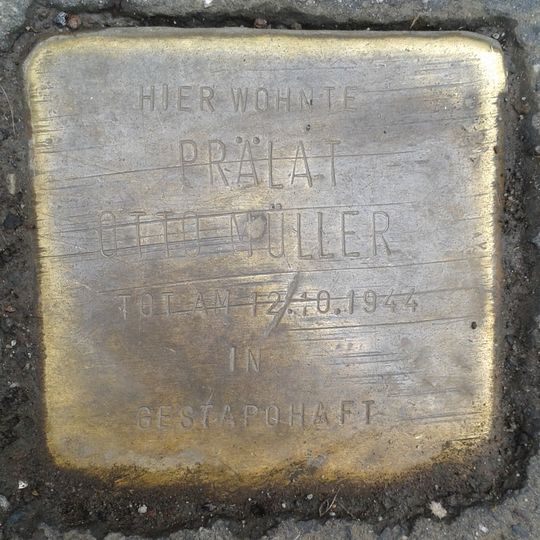 HIER WOHNTE
PRÄLAT
OTTO MÜLLER
TOT AM 12.10.1944
IN
GESTAPOHAFT